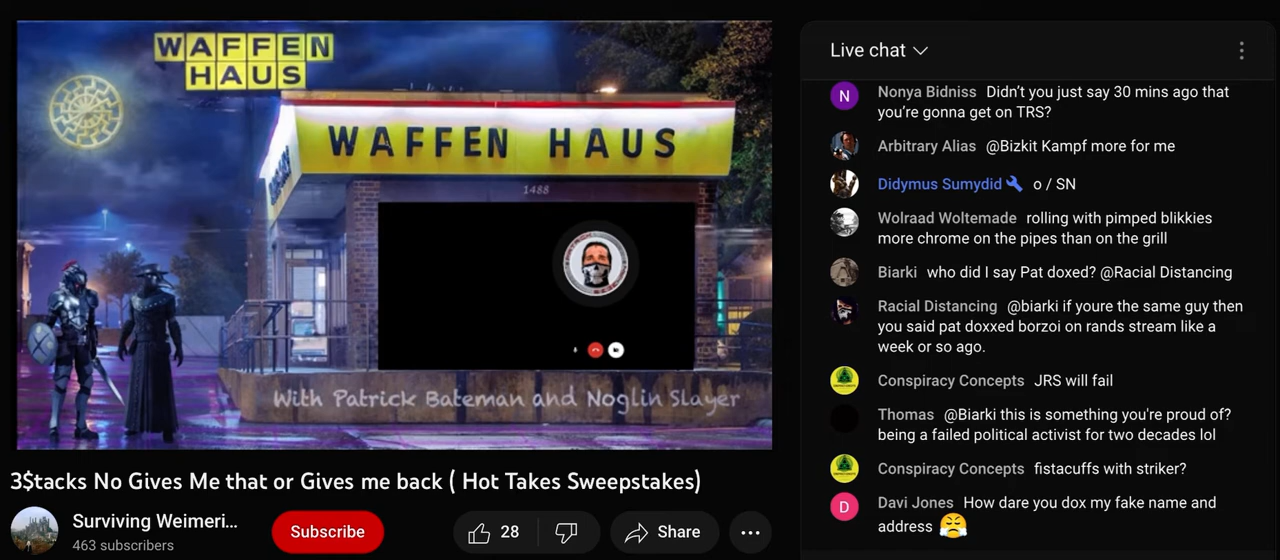 WAFFEN
HAUS
WAFFEN HAUS
1488
With Patrick Bateman and Noglin Slayer
3$tacks No Gives Me that or Gives me back ( Hot Takes Sweepstakes)
Surviving Weimeri...
463 subscribers
Subscribe
28
Share
Live chat
N
Nonya Bidniss Didn’t you just say 30 mins ago that
you’re gonna get on TRS?
Arbitrary Alias @Bizkit Kampf more for me
Didymus Sumydid o / SN
Wolraad Woltemade rolling with pimped blikkies
more chrome on the pipes than on the grill
Biarki who did I say Pat doxed? @Racial Distancing
Racial Distancing @biarki if youre the same guy then
you said pat doxxed borzoi on rands stream like a
week or so ago.
Conspiracy Concepts JRS will fail
Thomas @Biarki this is something you're proud of?
being a failed political activist for two decades lol
Conspiracy Concepts fistacuffs with striker?
D
Davi Jones How dare you dox my fake name and
address 😤